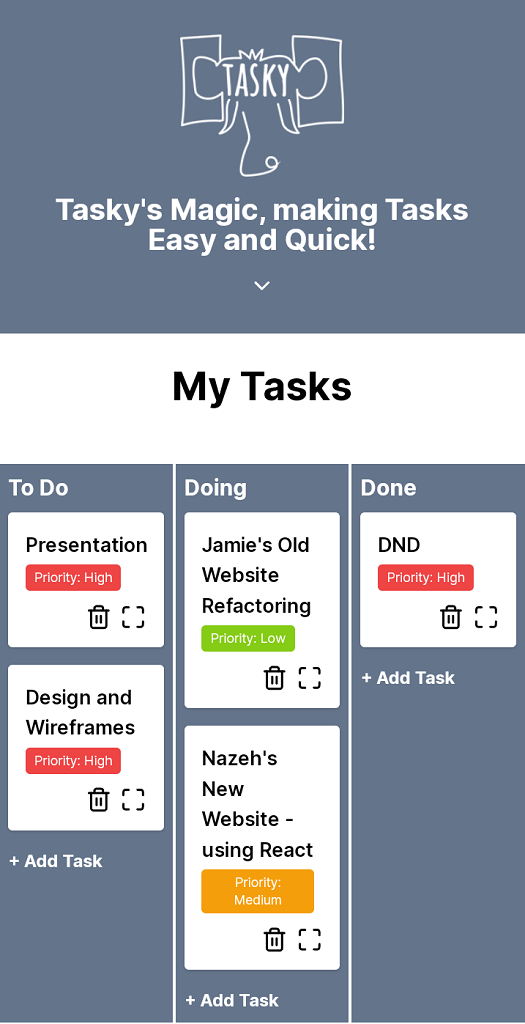 TASKY
Tasky's Magic, making Tasks
Easy and Quick!
My Tasks
To Do
Presentation
Priority: High
Design and
Wireframes
Priority: High
+ Add Task
Doing
Jamie's Old
Website
Refactoring
Priority: Low
Nazeh's
New
Website -
using React
Priority:
Medium
+ Add Task
Done
DND
Priority: High
+ Add Task